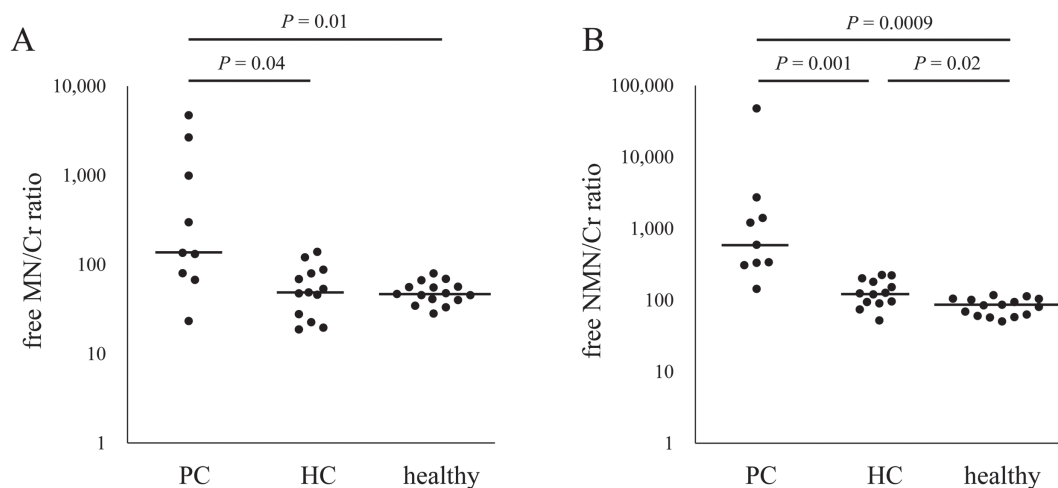 A
P = 0.01
P = 0.04
free MN/Cr ratio
10,000
1,000
100
10
1
PC HC healthy
B
P = 0.0009
P = 0.001 P = 0.02
free NMN/Cr ratio
100,000
10,000
1,000
100
10
1
PC HC healthy